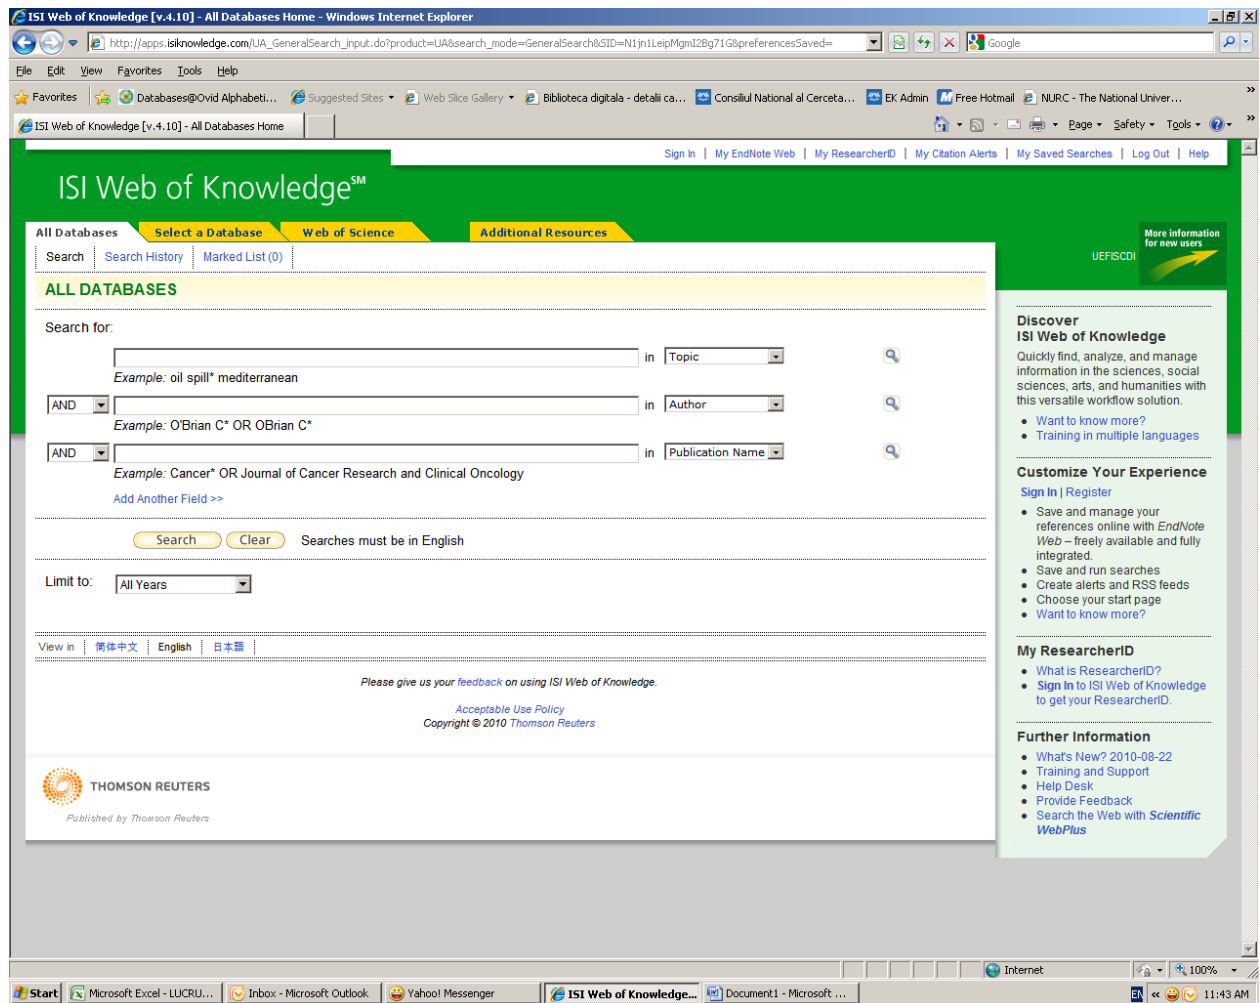 ISI Web of Knowledge [v.4.10] - All Databases Home - Windows Internet Explorer
http://apps.isiknowledge.com/UA_GeneralSearch_input.do?product=UA&search_mode=GeneralSearch&SID=N1jn1LeipMgmI2Bg71G&preferencesSaved=
Google
File Edit View Favorites Tools Help
Favorites Databases@Ovid Alphabeti... Suggested Sites Web Slice Gallery Biblioteca digitala - detalii ca... Consiliul National al Cerceta... EK Admin Free Hotmail NURC - The National Univer... »
ISI Web of Knowledge [v.4.10] - All Databases Home Page Safety Tools »
Sign In | My EndNote Web | My ResearcherID | My Citation Alerts | My Saved Searches | Log Out | Help
ISI Web of Knowledge℠
All Databases Select a Database Web of Science Additional Resources
More information
for new users
UEFISCDI
Search Search History Marked List (0)
ALL DATABASES
Search for:
in Topic
Example: oil spill* mediterranean
AND in Author
Example: O'Brian C* OR OBrian C*
AND in Publication Name
Example: Cancer* OR Journal of Cancer Research and Clinical Oncology
Add Another Field >>
Search Clear Searches must be in English
Limit to: All Years
View in 简体中文 English 日本語
Please give us your feedback on using ISI Web of Knowledge.
Acceptable Use Policy
Copyright © 2010 Thomson Reuters
THOMSON REUTERS
Published by Thomson Reuters
Discover
ISI Web of Knowledge
Quickly find, analyze, and manage
information in the sciences, social
sciences, arts, and humanities with
this versatile workflow solution.
• Want to know more?
• Training in multiple languages
Customize Your Experience
Sign In | Register
• Save and manage your
references online with EndNote
Web – freely available and fully
integrated.
• Save and run searches
• Create alerts and RSS feeds
• Choose your start page
• Want to know more?
My ResearcherID
• What is ResearcherID?
• Sign In to ISI Web of Knowledge
to get your ResearcherID.
Further Information
• What's New? 2010-08-22
• Training and Support
• Help Desk
• Provide Feedback
• Search the Web with Scientific
WebPlus
Internet 100%
Start Microsoft Excel - LUCRU... Inbox - Microsoft Outlook Yahoo! Messenger ISI Web of Knowledge... Document1 - Microsoft ... EN « 11:43 AM